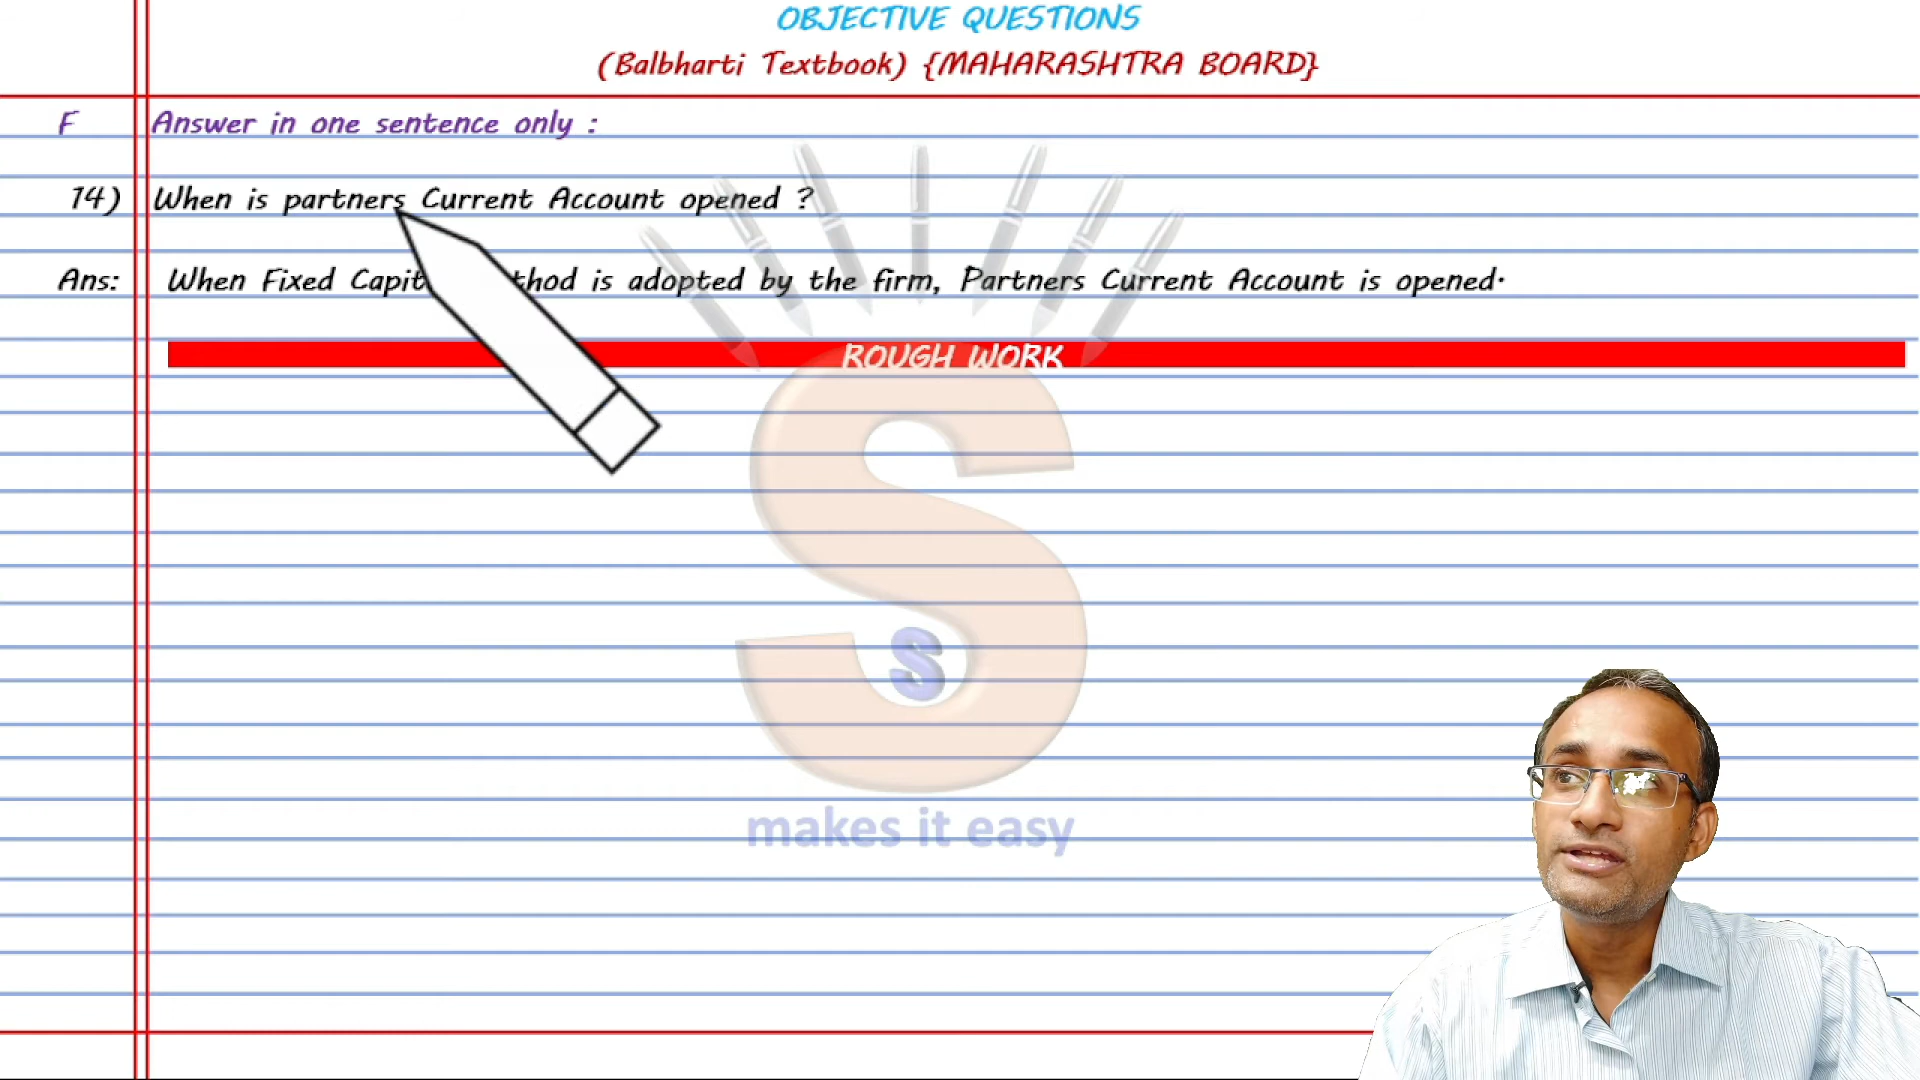 OBJECTIVE QUESTIONS
(Balbharti Textbook) {MAHARASHTRA BOARD}
F Answer in one sentence only :
14) When is partners Current Account opened ?
Ans: When Fixed Capit thod is adopted by the firm, Partners Current Account is opened.
ROUGH WORK
S
S
makes it easy